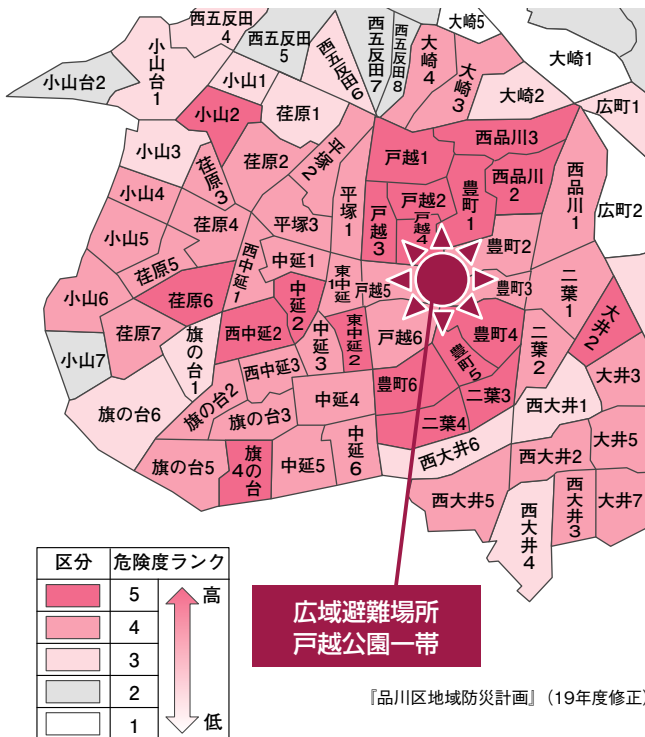 西五反田4
西五反田5
西五反田6
西五反田7
西五反田8
大崎4
大崎5
大崎3
大崎1
大崎2
広町1
小山台2
小山台1
小山1
小山2
荏原1
小山3
荏原3
荏原2
平塚2
戸越1
西品川3
西品川2
西品川1
広町2
小山4
荏原4
平塚3
平塚1
戸越3
戸越2
戸越4
豊町1
豊町2
小山5
荏原5
西中延1
中延1
東中延1
戸越5
豊町3
二葉1
小山6
荏原6
中延2
大井2
荏原7
西中延2
中延3
東中延2
戸越6
豊町4
豊町5
二葉2
小山7
旗の台1
西中延3
大井3
旗の台6
旗の台2
旗の台3
中延4
豊町6
二葉3
二葉4
西大井1
西大井6
大井5
旗の台5
旗の台4
中延5
中延6
西大井2
西大井5
西大井4
西大井3
大井7
区分
危険度ランク
5
高
4
3
2
1
低
広域避難場所
戸越公園一帯
『品川区地域防災計画』(19年度修正)